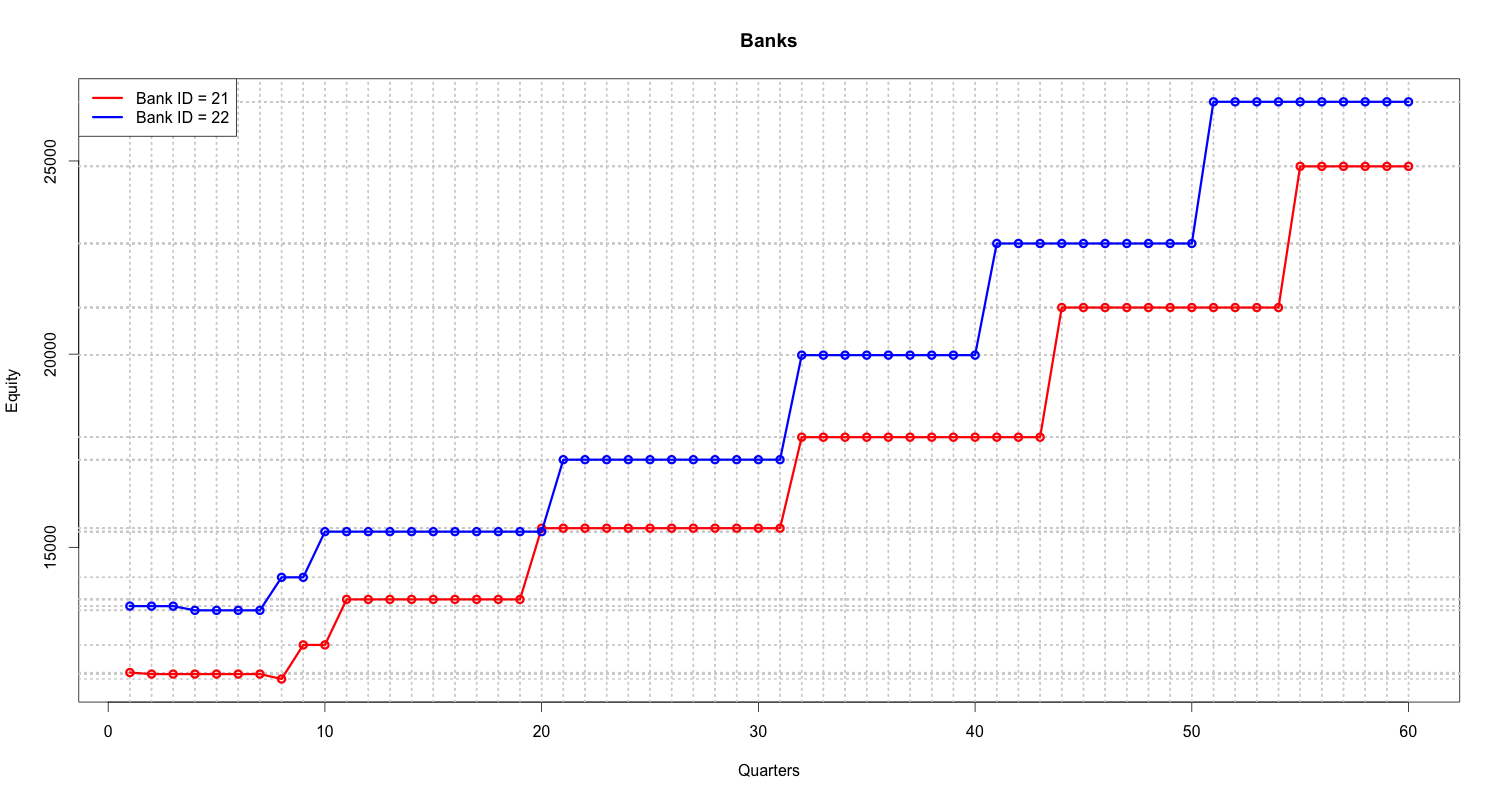 Banks
Bank ID = 21
Bank ID = 22
Equity
25000
20000
15000
0 10 20 30 40 50 60
Quarters